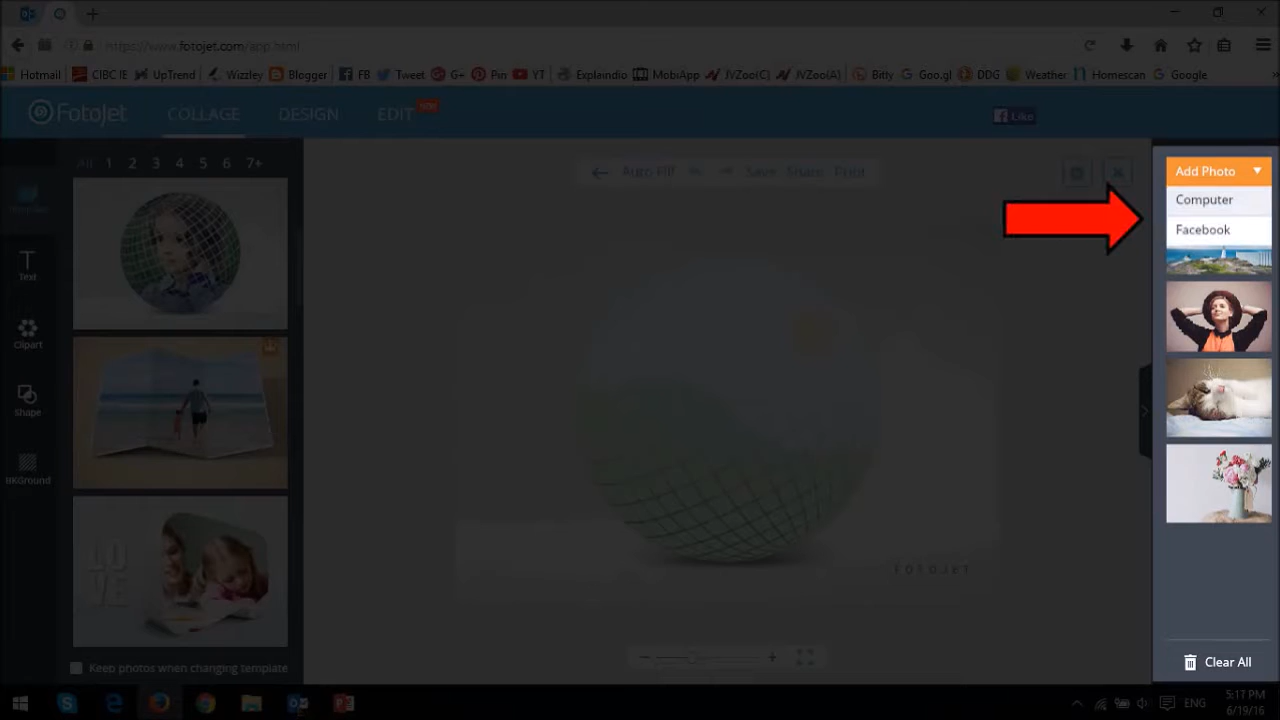 https://www.fotojet.com/app.html
Hotmail CIBC IE UpTrend Wizzley Blogger FB Tweet G+ Pin YT Explaindio MobiApp JVZoo(C) JVZoo(A) Bitty Goo.gl DDG Weather Homescan Google
FotoJet COLLAGE DESIGN EDIT
Like
All 1 2 3 4 5 6 7+
Auto Fill Save Share Print
Add Photo
Computer
Facebook
Text
Clipart
Shape
BKGround
LO
VE
FOTOJET
Keep photos when changing template
Clear All
ENG
5:17 PM
6/19/16